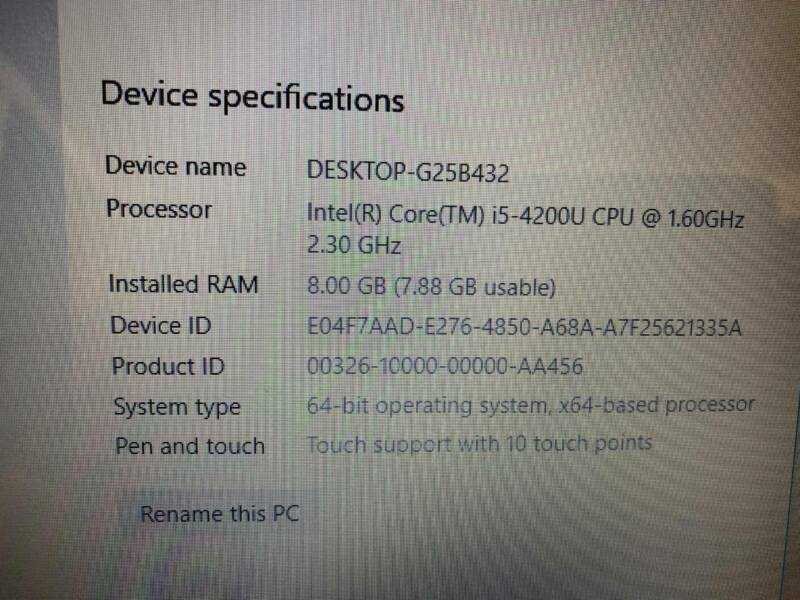 Device specifications
Device name DESKTOP-G25B432
Processor Intel(R) Core(TM) i5-4200U CPU @ 1.60GHz
2.30 GHz
Installed RAM 8.00 GB (7.88 GB usable)
Device ID E04F7AAD-E276-4850-A68A-A7F25621335A
Product ID 00326-10000-00000-AA456
System type 64-bit operating system, x64-based processor
Pen and touch Touch support with 10 touch points
Rename this PC